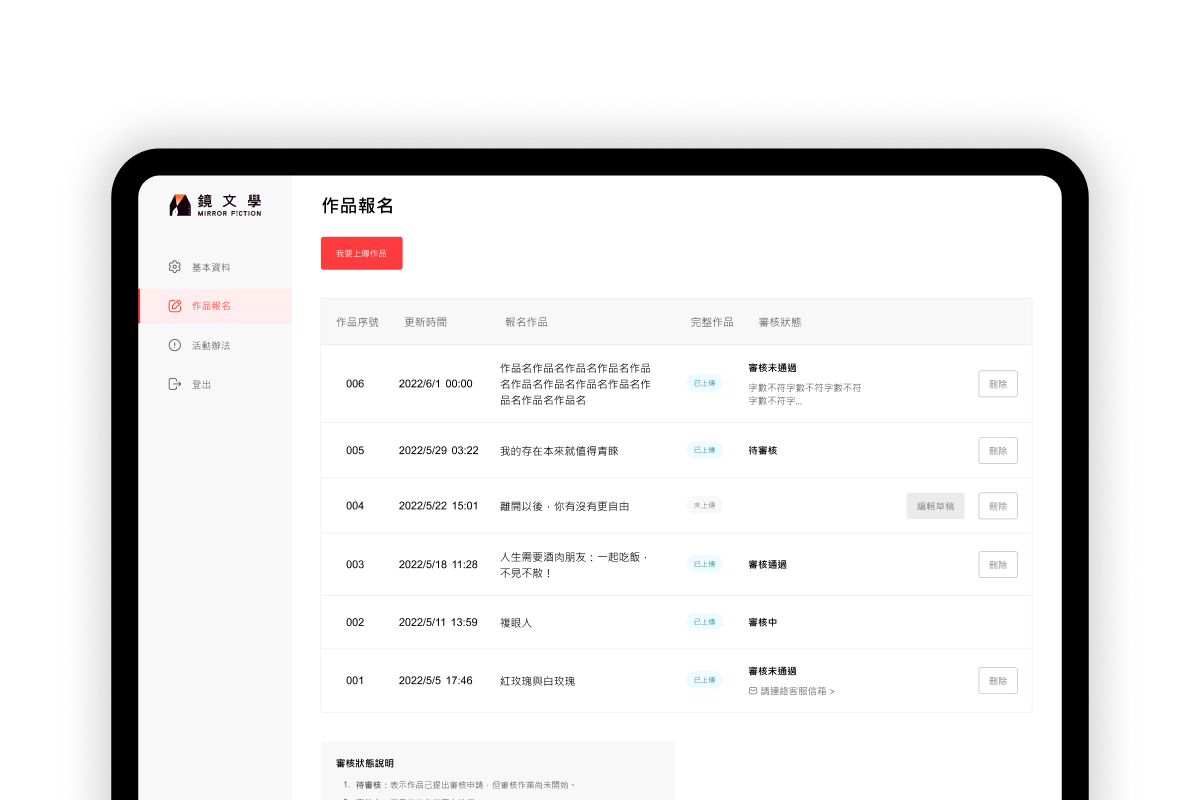 鏡文學
MIRROR FICTION
基本資料
作品報名
活動辦法
登出
作品報名
我要上傳作品
作品序號 更新時間 報名作品 完整作品 審核狀態
006 2022/6/1 00:00 作品名作品名作品名作品名作品 已上傳 審核未通過 刪除
名作品名作品名作品名作品名作
品名作品名作品名
字數不符字數不符字數不符
字數不符字...
005 2022/5/29 03:22 我的存在本來就值得青睞 已上傳 待審核 刪除
004 2022/5/22 15:01 離開以後，你有沒有更自由 未上傳 編輯草稿 刪除
003 2022/5/18 11:28 人生需要酒肉朋友：一起吃飯， 已上傳 審核通過 刪除
不見不散！
002 2022/5/11 13:59 複眼人 已上傳 審核中
001 2022/5/5 17:46 紅玫瑰與白玫瑰 已上傳 審核未通過 刪除
請連絡客服信箱 >
審核狀態說明
1. 待審核：表示作品已提出審核申請，但審核作業尚未開始。